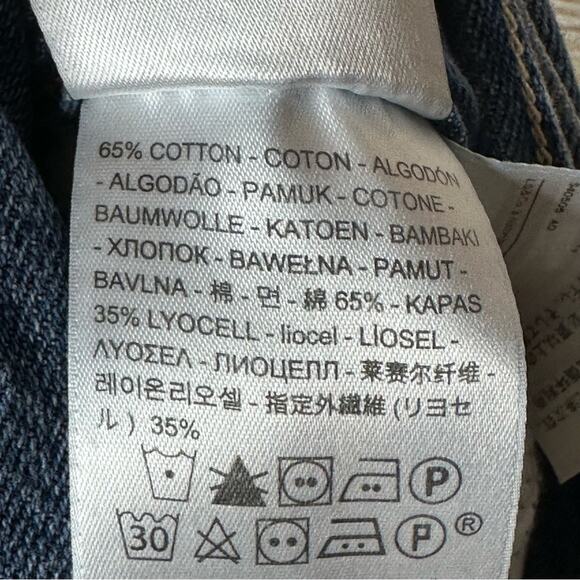 65% COTTON - COTON - ALGODÓN
- ALGODÃO - PAMUK - COTONE -
BAUMWOLLE - KATOEN - BAMBAKI
- ХЛОПОК - BAWEŁNA - PAMUT -
BAVLNA - 棉 - 면 - 綿 65% - KAPAS
35% LYOCELL - liocel - LİOSEL -
ΛΥΟΣΕΛ - ЛИОЦЕЛЛ - 莱赛尔纤维 -
레이온리오셀 - 指定外繊維 (リヨセ
ル) 35%
P
30 P ®